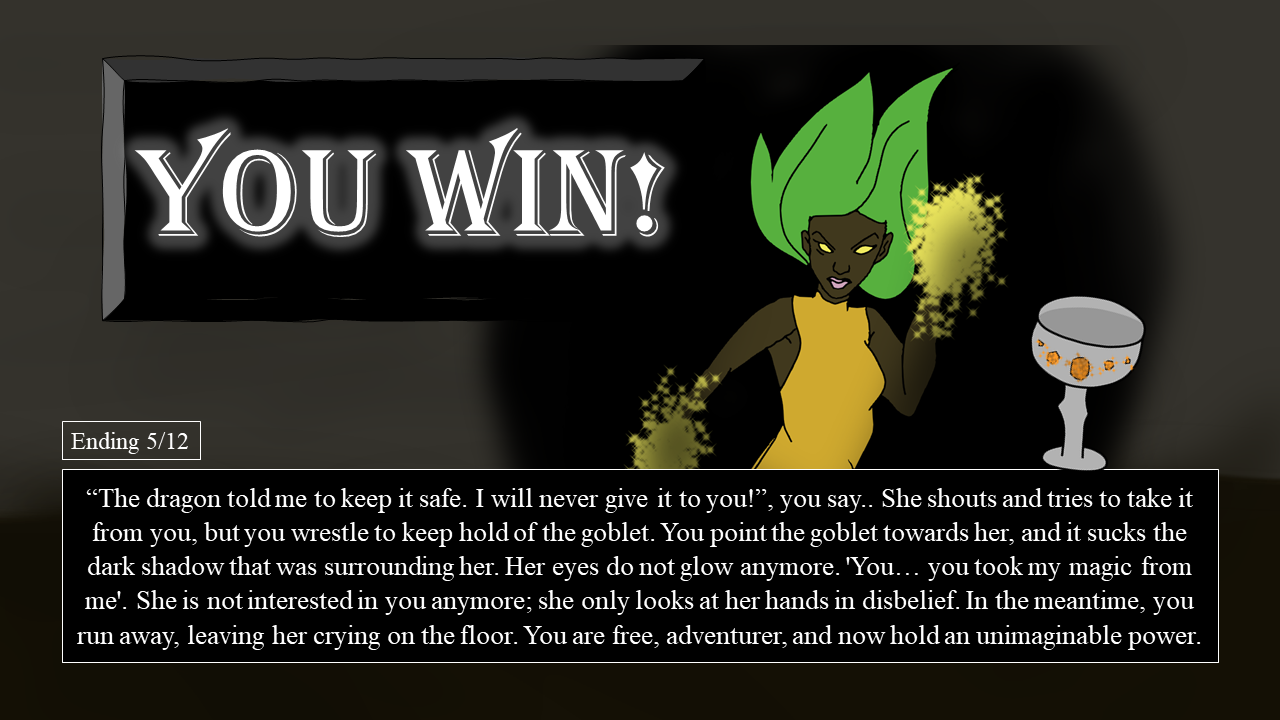 YOU WIN!
Ending 5/12
“The dragon told me to keep it safe. I will never give it to you!”, you say.. She shouts and tries to take it
from you, but you wrestle to keep hold of the goblet. You point the goblet towards her, and it sucks the
dark shadow that was surrounding her. Her eyes do not glow anymore. 'You… you took my magic from
me'. She is not interested in you anymore; she only looks at her hands in disbelief. In the meantime, you
run away, leaving her crying on the floor. You are free, adventurer, and now hold an unimaginable power.